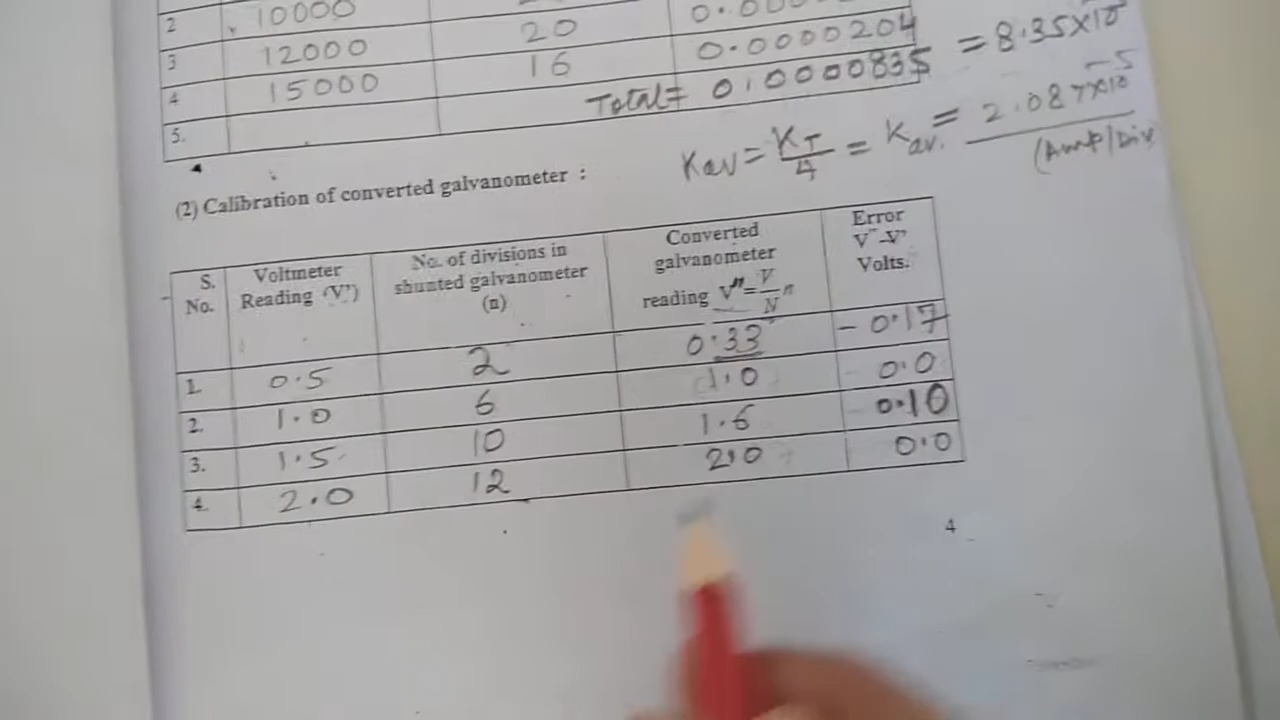 2 10000
3 12000 20 0.0000204
4 15000 16
5. Total= 0.0000835 = 8.35×10
Kav = KT/4 = Kav. = 2.087×10-5
(Amp/Div
(2) Calibration of converted galvanometer :
S. No. Voltmeter Reading (V') No. of divisions in shunted galvanometer (n) Converted galvanometer reading V"=V/N n Error V"-V' Volts.
1. 0.5 2 0.33 - 0.17
2. 1.0 6 1.0 0.0
3. 1.5 10 1.6 0.10
4. 2.0 12 2.0 0.0
4